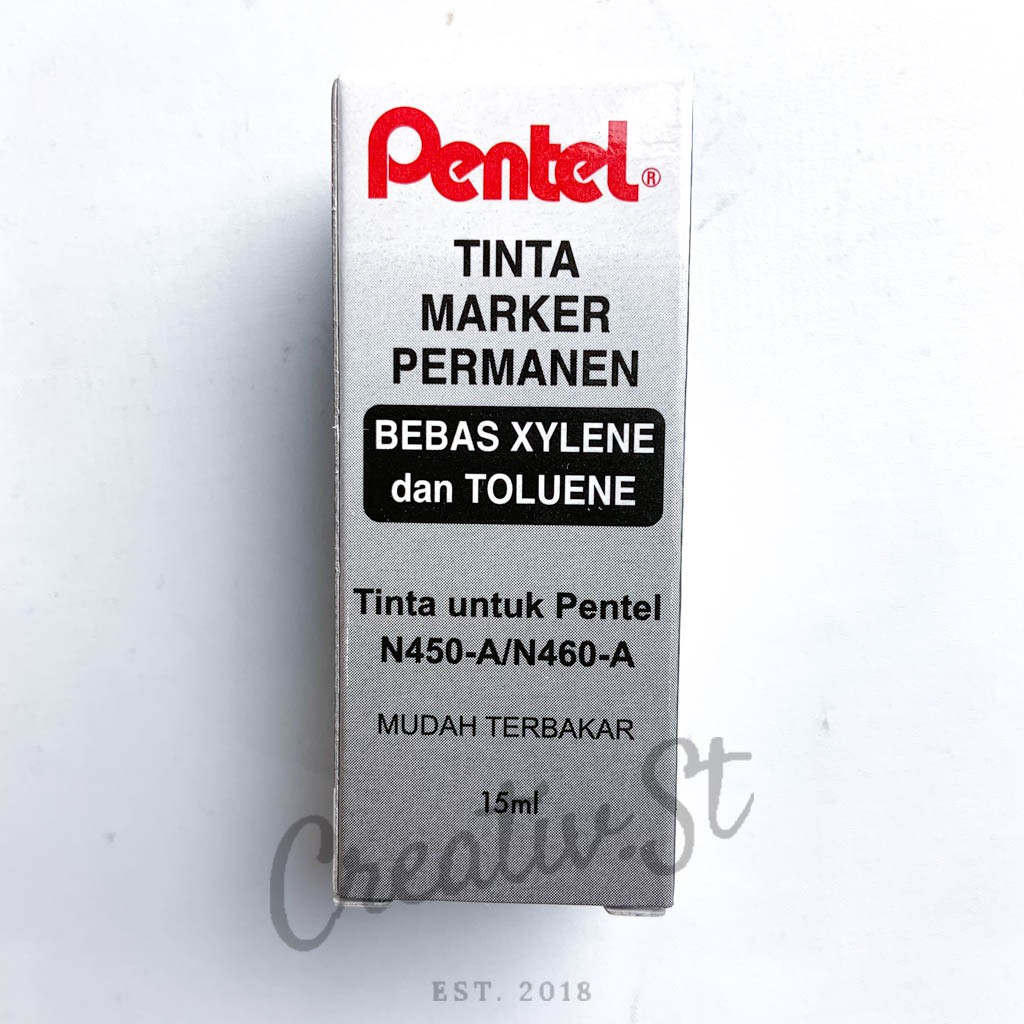 Pentel®
TINTA
MARKER
PERMANEN
BEBAS XYLENE
dan TOLUENE
Tinta untuk Pentel
N450-A/N460-A
MUDAH TERBAKAR
15ml
Creativ.St
EST. 2018